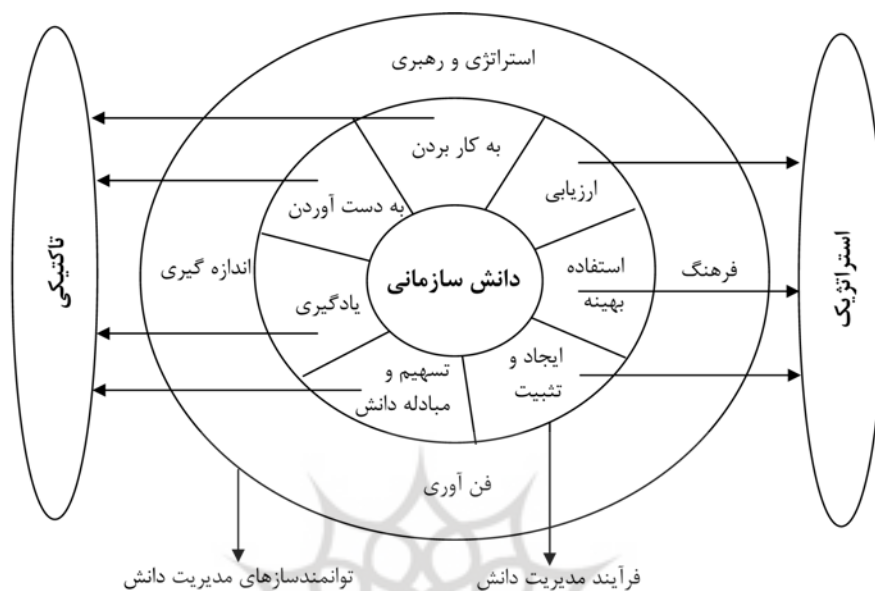 استراتژی و رهبری
به کار بردن
ارزیابی
به دست آوردن
استراتژیک
فرهنگ
استفاده
بهینه
دانش سازمانی
اندازه گیری
تاکتیکی
یادگیری
ایجاد و
تثبیت
تسهیم و
مبادله دانش
فن آوری
فرآیند مدیریت دانش
توانمندسازهای مدیریت دانش